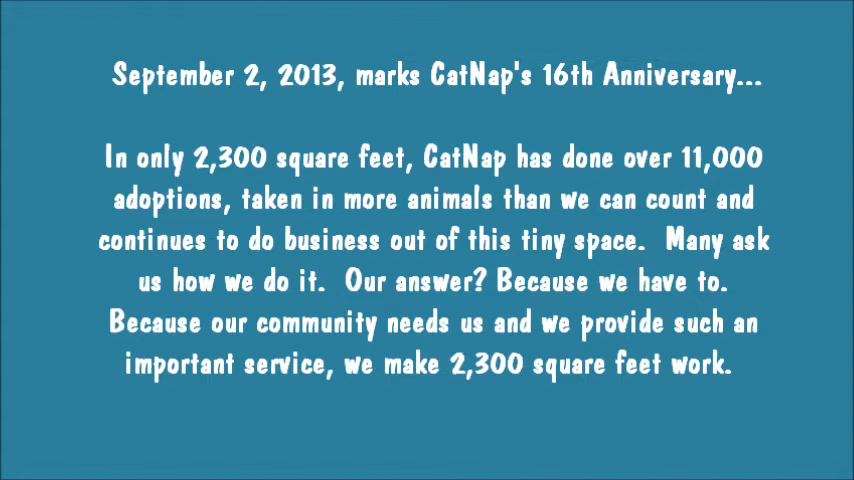 September 2, 2013, marks CatNap's 16th Anniversary...
In only 2,300 square feet, CatNap has done over 11,000
adoptions, taken in more animals than we can count and
continues to do business out of this tiny space.  Many ask
us how we do it.  Our answer? Because we have to.
Because our community needs us and we provide such an
important service, we make 2,300 square feet work.